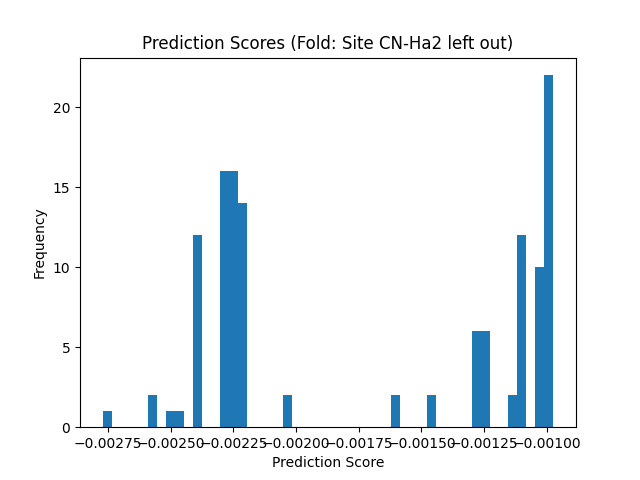 Prediction Scores (Fold: Site CN-Ha2 left out)
20
15
10
5
0
Frequency
−0.00275 −0.00250 −0.00225 −0.00200 −0.00175 −0.00150 −0.00125 −0.00100
Prediction Score